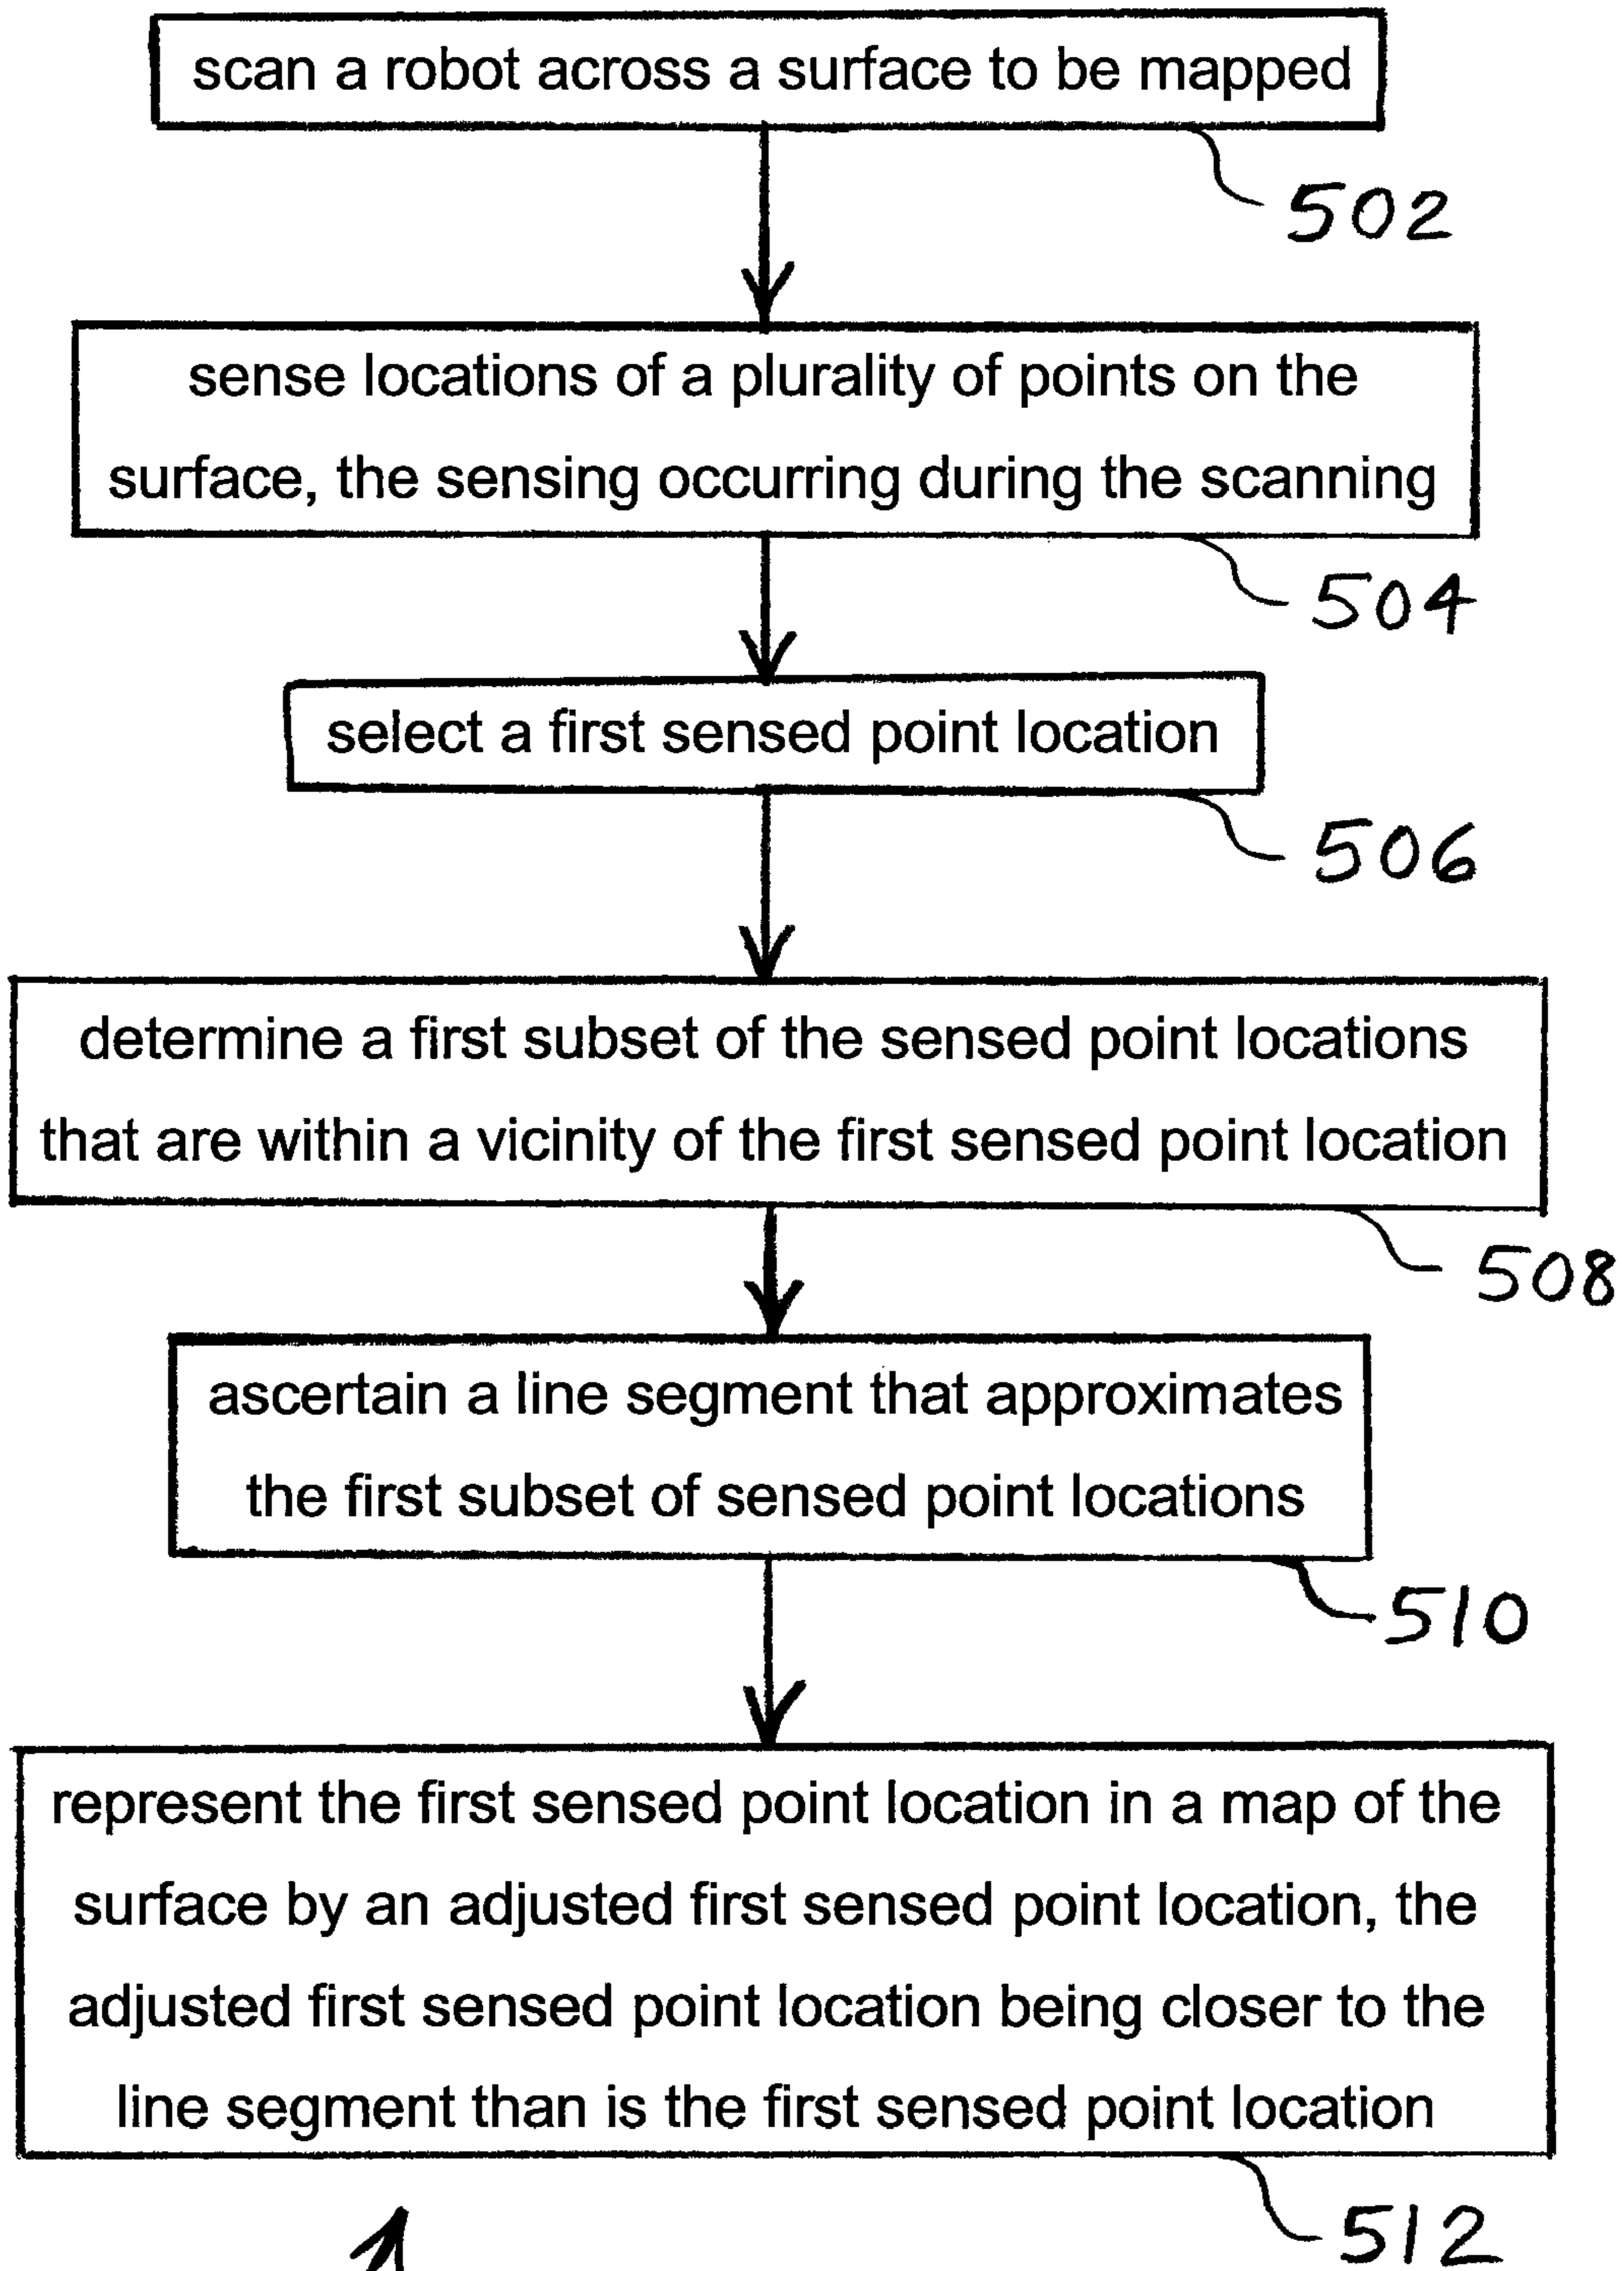 scan a robot across a surface to be mapped
502
sense locations of a plurality of points on the
surface, the sensing occurring during the scanning
504
select a first sensed point location
506
determine a first subset of the sensed point locations
that are within a vicinity of the first sensed point location
508
ascertain a line segment that approximates
the first subset of sensed point locations
510
represent the first sensed point location in a map of the
surface by an adjusted first sensed point location, the
adjusted first sensed point location being closer to the
line segment than is the first sensed point location
512